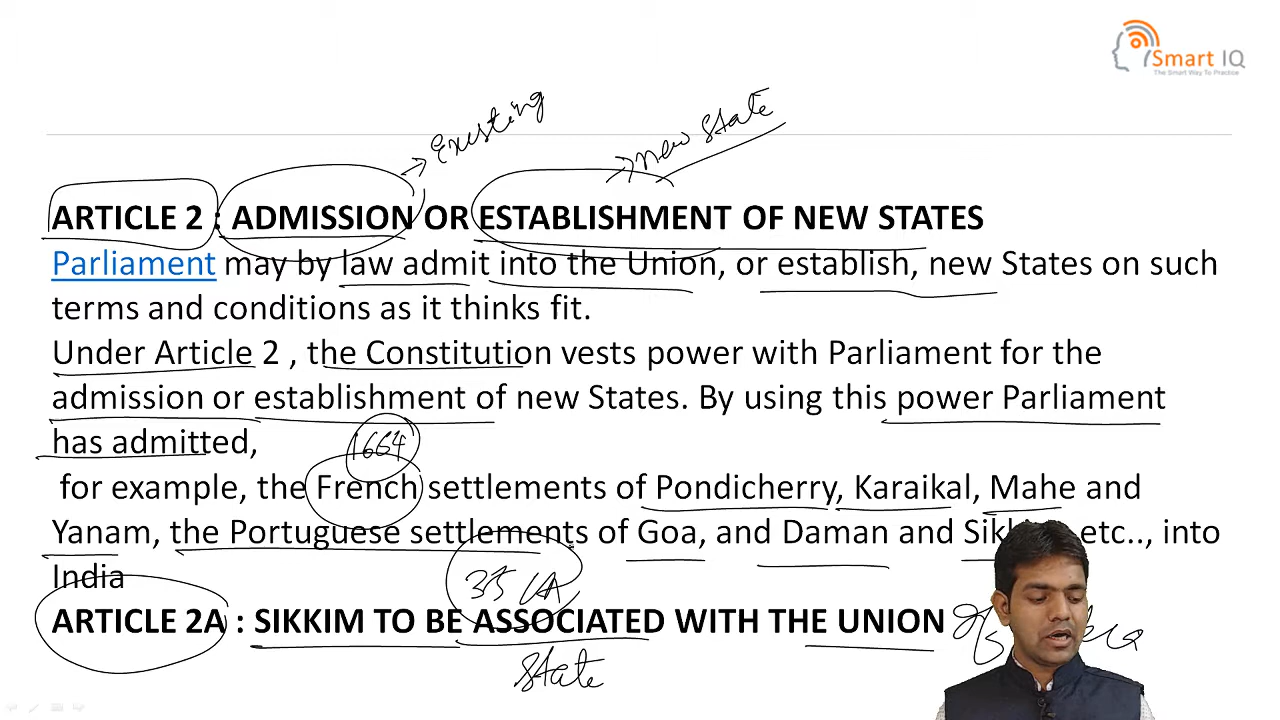 Smart IQ
The Smart Way To Practise
Existing
new state
ARTICLE 2 : ADMISSION OR ESTABLISHMENT OF NEW STATES
Parliament may by law admit into the Union, or establish, new States on such
terms and conditions as it thinks fit.
Under Article 2 , the Constitution vests power with Parliament for the
admission or establishment of new States. By using this power Parliament
has admitted,
1664
for example, the French settlements of Pondicherry, Karaikal, Mahe and
Yanam, the Portuguese settlements of Goa, and Daman and etc.., into
India
35 CA
ARTICLE 2A : SIKKIM TO BE ASSOCIATED WITH THE UNION
state